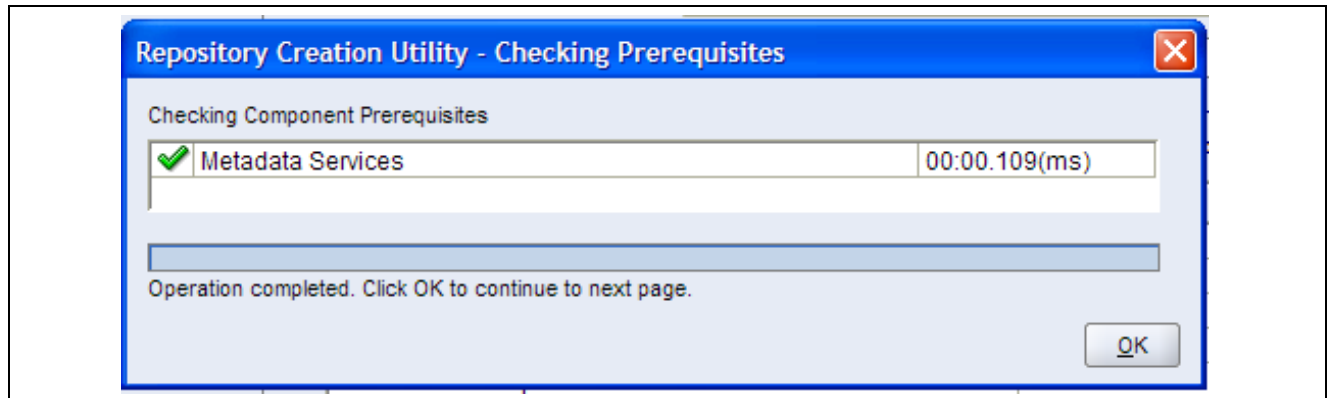 Repository Creation Utility - Checking Prerequisites
Checking Component Prerequisites
Metadata Services 00:00.109(ms)
Operation completed. Click OK to continue to next page.
OK